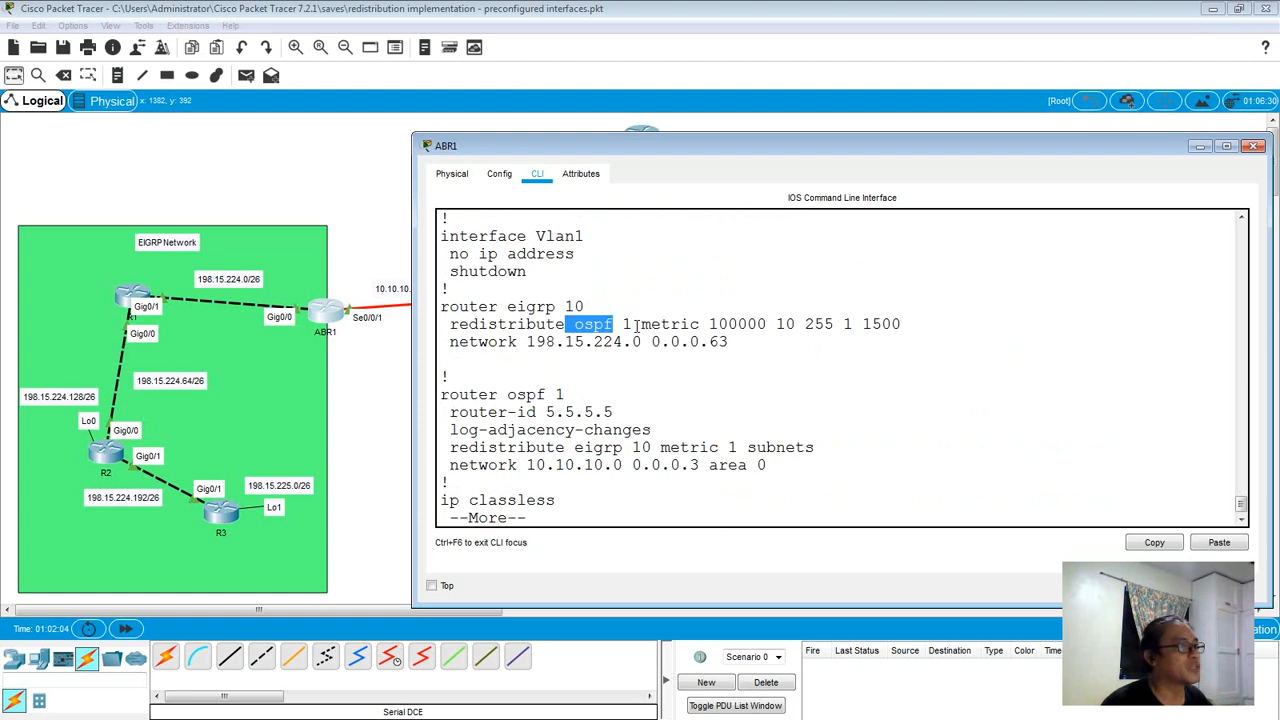 Cisco Packet Tracer - C:\Users\Administrator\Cisco Packet Tracer 7.2.1\saves\redistribution implementation - preconfigured interfaces.pkt
File Edit Options View Tools Extensions Help
?
Logical Physical x: 1382, y: 392 [Root] 01:06:30
ABR1
Physical Config CLI Attributes
IOS Command Line Interface
!
interface Vlan1
no ip address
shutdown
!
router eigrp 10
redistribute ospf 1 metric 100000 10 255 1 1500
network 198.15.224.0 0.0.0.63
!
router ospf 1
router-id 5.5.5.5
log-adjacency-changes
redistribute eigrp 10 metric 1 subnets
network 10.10.10.0 0.0.0.3 area 0
!
ip classless
--More--
Ctrl+F6 to exit CLI focus
Copy Paste
Top
EIGRP Network
198.15.224.0/26
10.10.10.
Gig0/1
R1
Gig0/0
Se0/0/1
ABR1
Gig0/1
198.15.224.64/26
198.15.224.128/26
Lo0
Gig0/0
Gig0/1
R2
198.15.225.0/26
Gig0/1
198.15.224.192/26
Lo1
R3
Time: 01:02:04
Scenario 0
New Delete
Toggle PDU List Window
Fire Last Status Source Destination Type Color Time
Serial DCE